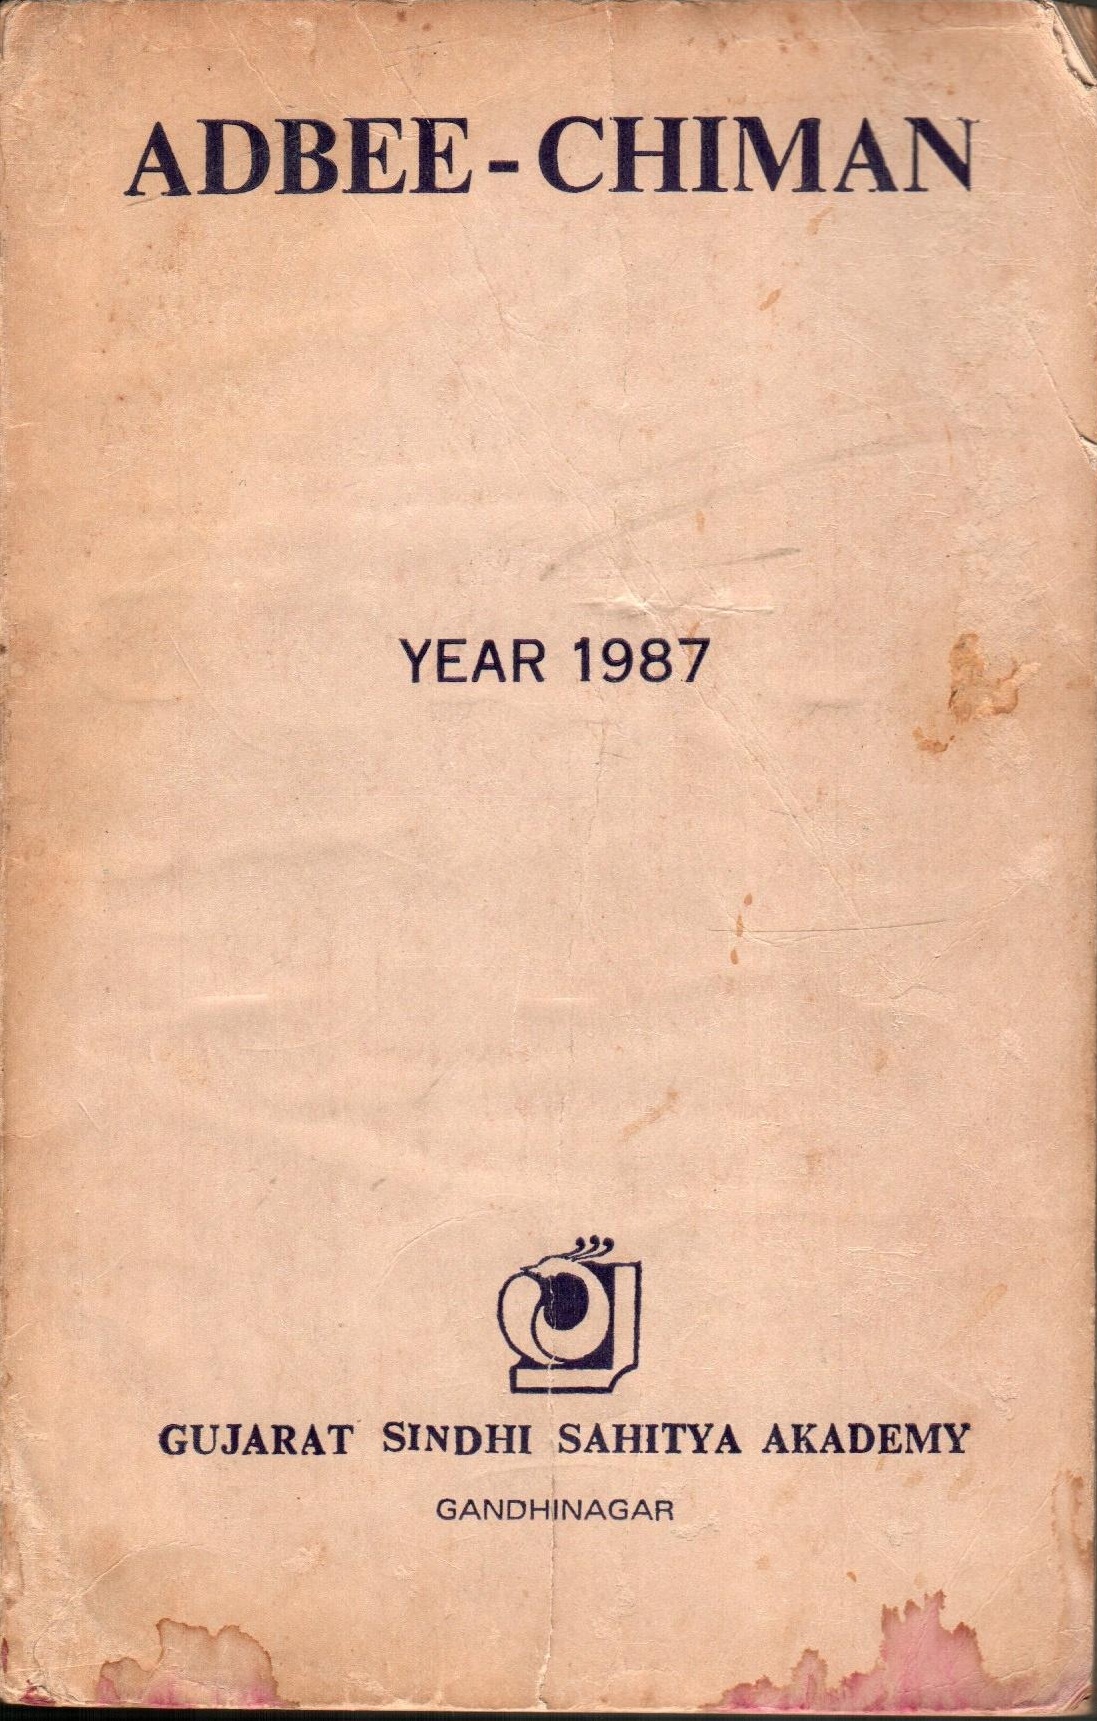 ADBEE-CHIMAN
YEAR 1987
GUJARAT SINDHI SAHITYA AKADEMY
GANDHINAGAR